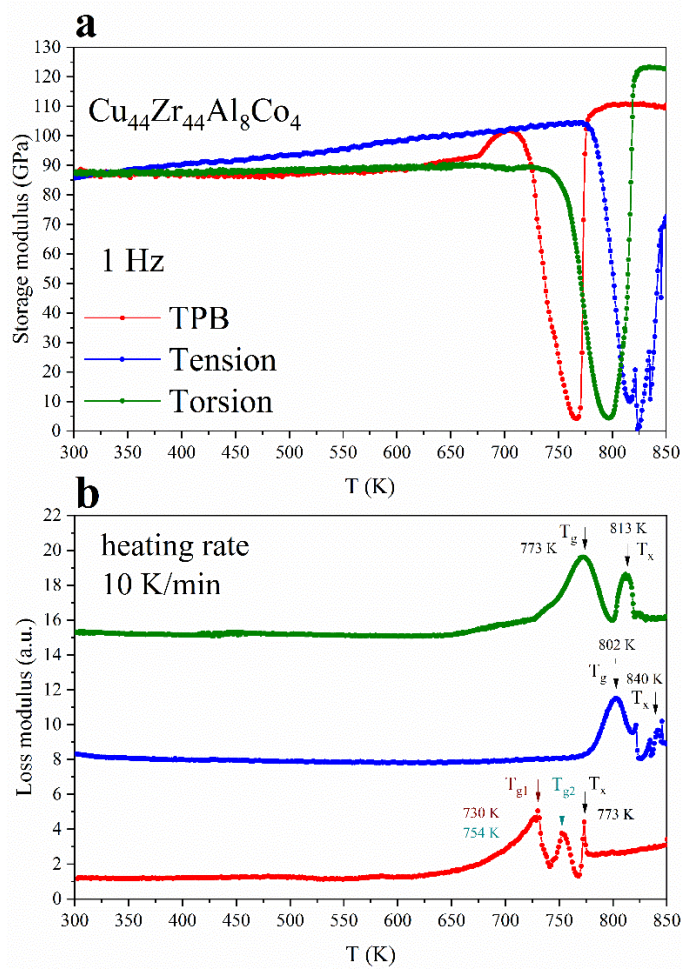 a
130
120
110
100
90
80
70
60
50
40
30
20
10
0
Storage modulus (GPa)
Cu₄₄Zr₄₄Al₈Co₄
1 Hz
TPB
Tension
Torsion
300 350 400 450 500 550 600 650 700 750 800 850
T (K)
b
22
20
18
16
14
12
10
8
6
4
2
0
Loss modulus (a.u.)
heating rate
10 K/min
773 K
Tg
813 K
Tx
802 K
Tg
840 K
Tx
Tg1
Tg2
Tx
730 K
754 K
773 K
300 350 400 450 500 550 600 650 700 750 800 850
T (K)